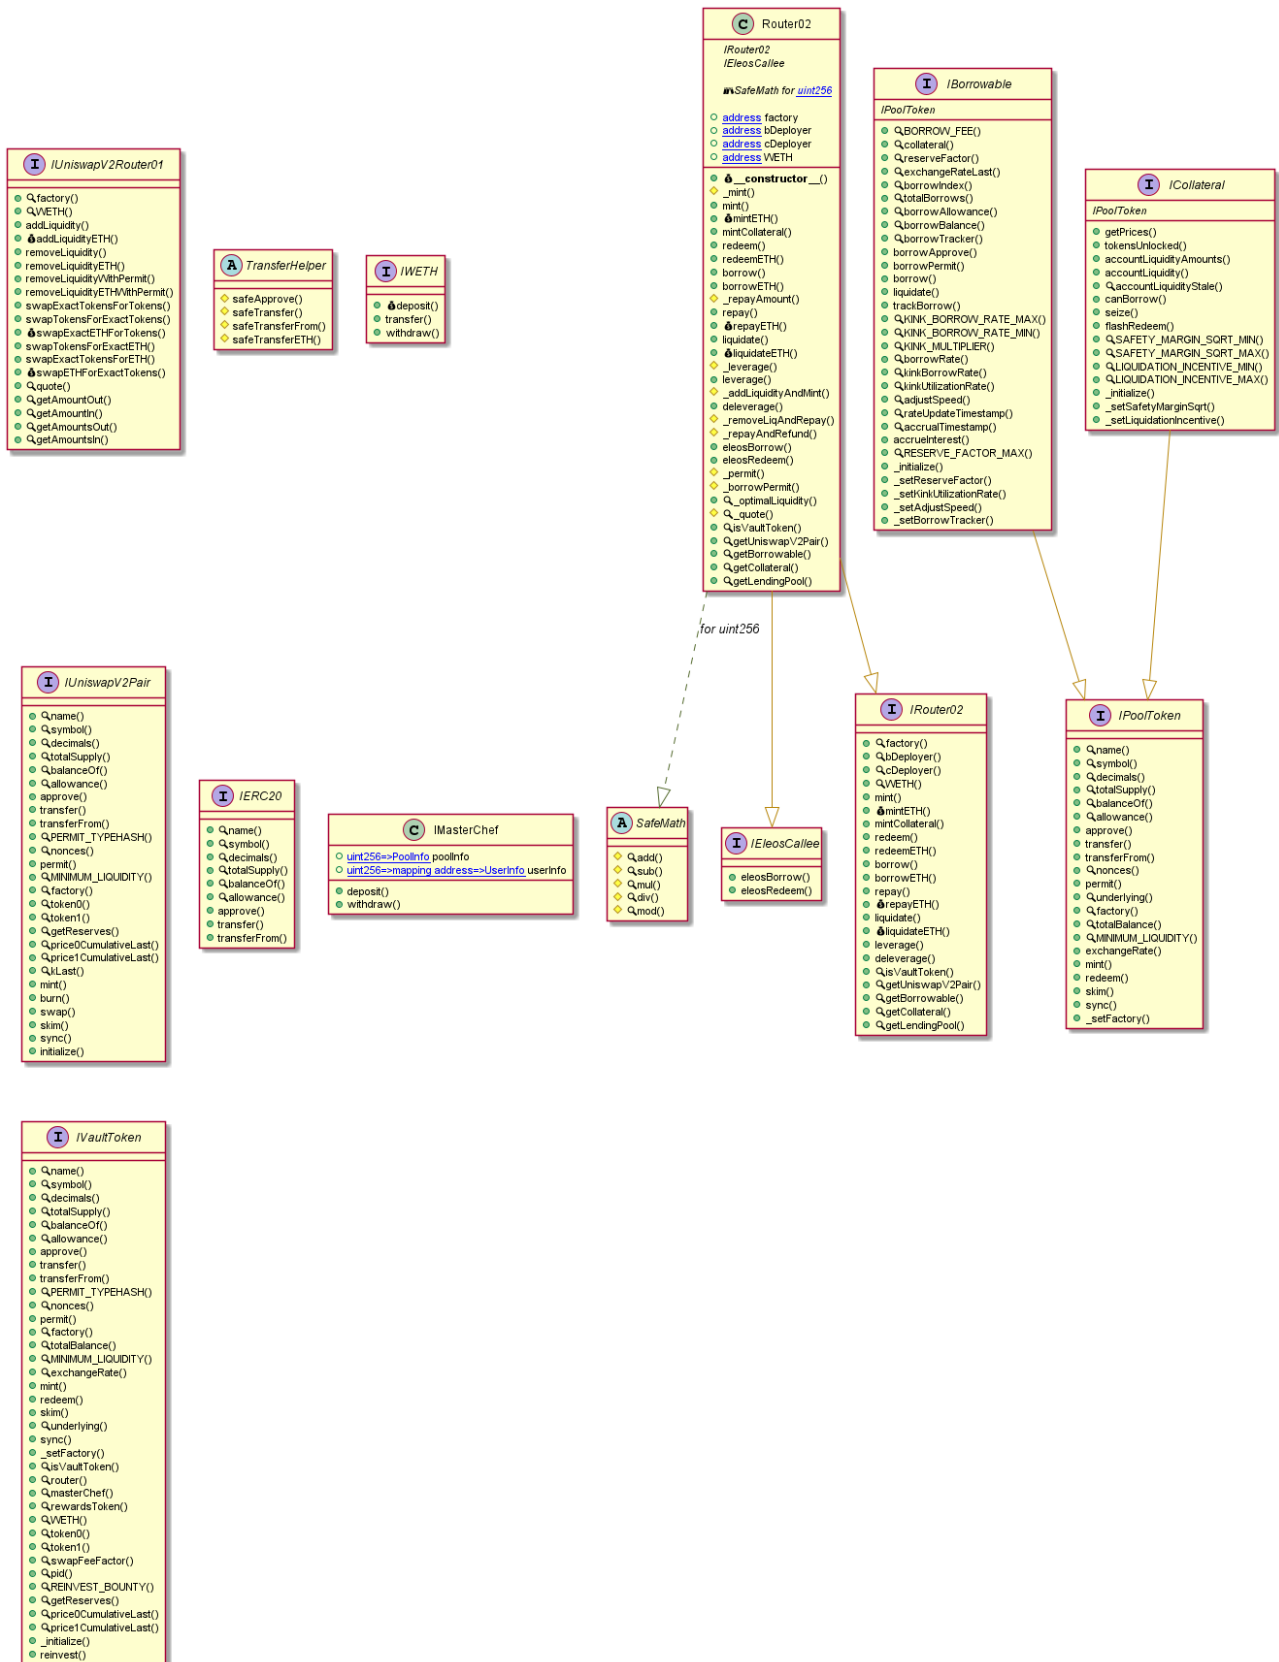 C Router02
IRouter02
IEleosCallee
SafeMath for uint256
address factory
address bDeployer
address cDeployer
address WETH
__constructor__()
_mint()
mint()
mintETH()
mintCollateral()
redeem()
redeemETH()
borrow()
borrowETH()
_repayAmount()
repay()
repayETH()
liquidate()
liquidateETH()
_leverage()
leverage()
_addLiquidityAndMint()
deleverage()
_removeLiqAndRepay()
_repayAndRefund()
eleosBorrow()
eleosRedeem()
_permit()
_borrowPermit()
_optimalLiquidity()
_quote()
isVaultToken()
getUniswapV2Pair()
getBorrowable()
getCollateral()
getLendingPool()
I IBorrowable
IPoolToken
BORROW_FEE()
collateral()
reserveFactor()
exchangeRateLast()
borrowIndex()
totalBorrows()
borrowAllowance()
borrowBalance()
borrowTracker()
borrowApprove()
borrowPermit()
borrow()
liquidate()
trackBorrow()
KINK_BORROW_RATE_MAX()
KINK_BORROW_RATE_MIN()
KINK_MULTIPLIER()
borrowRate()
kinkBorrowRate()
kinkUtilizationRate()
adjustSpeed()
rateUpdateTimestamp()
accrualTimestamp()
accrueInterest()
RESERVE_FACTOR_MAX()
_initialize()
_setReserveFactor()
_setKinkUtilizationRate()
_setAdjustSpeed()
_setBorrowTracker()
I ICollateral
IPoolToken
getPrices()
tokensUnlocked()
accountLiquidityAmounts()
accountLiquidity()
accountLiquidityStale()
canBorrow()
seize()
flashRedeem()
SAFETY_MARGIN_SQRT_MIN()
SAFETY_MARGIN_SQRT_MAX()
LIQUIDATION_INCENTIVE_MIN()
LIQUIDATION_INCENTIVE_MAX()
_initialize()
_setSafetyMarginSqrt()
_setLiquidationIncentive()
I IUniswapV2Router01
factory()
WETH()
addLiquidity()
addLiquidityETH()
removeLiquidity()
removeLiquidityETH()
removeLiquidityWithPermit()
removeLiquidityETHWithPermit()
swapExactTokensForTokens()
swapTokensForExactTokens()
swapExactETHForTokens()
swapTokensForExactETH()
swapExactTokensForETH()
swapETHForExactTokens()
quote()
getAmountOut()
getAmountIn()
getAmountsOut()
getAmountsIn()
A TransferHelper
safeApprove()
safeTransfer()
safeTransferFrom()
safeTransferETH()
I IWETH
deposit()
transfer()
withdraw()
for uint256
I IUniswapV2Pair
name()
symbol()
decimals()
totalSupply()
balanceOf()
allowance()
approve()
transfer()
transferFrom()
PERMIT_TYPEHASH()
nonces()
permit()
MINIMUM_LIQUIDITY()
factory()
token0()
token1()
getReserves()
price0CumulativeLast()
price1CumulativeLast()
kLast()
mint()
burn()
swap()
skim()
sync()
initialize()
I IERC20
name()
symbol()
decimals()
totalSupply()
balanceOf()
allowance()
approve()
transfer()
transferFrom()
C IMasterChef
uint256=>PoolInfo poolInfo
uint256=>mapping address=>UserInfo userInfo
deposit()
withdraw()
A SafeMath
add()
sub()
mul()
div()
mod()
I IEleosCallee
eleosBorrow()
eleosRedeem()
I IRouter02
factory()
bDeployer()
cDeployer()
WETH()
mint()
mintETH()
mintCollateral()
redeem()
redeemETH()
borrow()
borrowETH()
repay()
repayETH()
liquidate()
liquidateETH()
leverage()
deleverage()
isVaultToken()
getUniswapV2Pair()
getBorrowable()
getCollateral()
getLendingPool()
I IPoolToken
name()
symbol()
decimals()
totalSupply()
balanceOf()
allowance()
approve()
transfer()
transferFrom()
nonces()
permit()
underlying()
factory()
totalBalance()
MINIMUM_LIQUIDITY()
exchangeRate()
mint()
redeem()
skim()
sync()
_setFactory()
I IVaultToken
name()
symbol()
decimals()
totalSupply()
balanceOf()
allowance()
approve()
transfer()
transferFrom()
PERMIT_TYPEHASH()
nonces()
permit()
factory()
totalBalance()
MINIMUM_LIQUIDITY()
exchangeRate()
mint()
redeem()
skim()
underlying()
sync()
_setFactory()
isVaultToken()
router()
masterChef()
rewardsToken()
WETH()
token0()
token1()
swapFeeFactor()
pid()
REINVEST_BOUNTY()
getReserves()
price0CumulativeLast()
price1CumulativeLast()
_initialize()
reinvest()